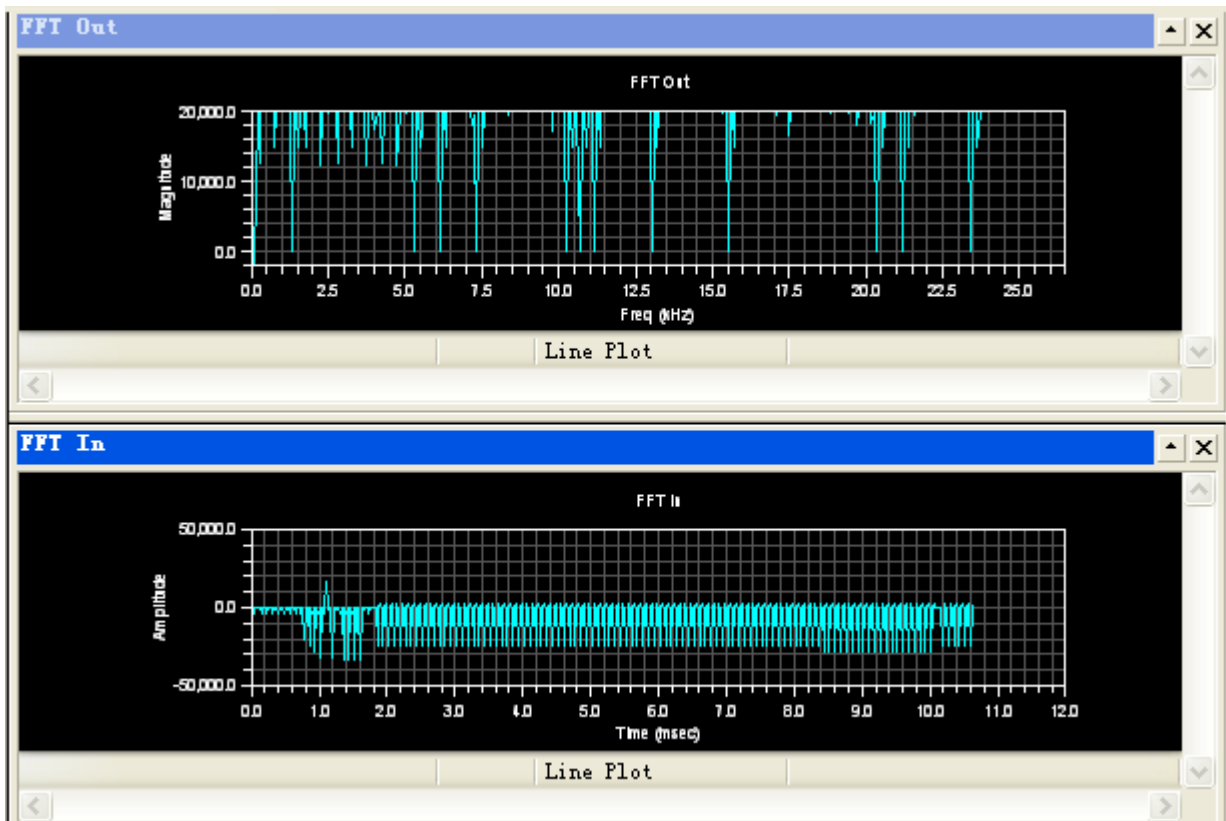 FFT Out
FFT Out
20,000.0
10,000.0
0.0
Magnitude
0.0 2.5 5.0 7.5 10.0 12.5 15.0 17.5 20.0 22.5 25.0
Freq (kHz)
Line Plot
FFT In
FFT In
50,000.0
0.0
-50,000.0
Amplitude
0.0 1.0 2.0 3.0 4.0 5.0 6.0 7.0 8.0 9.0 10.0 11.0 12.0
Time (msec)
Line Plot